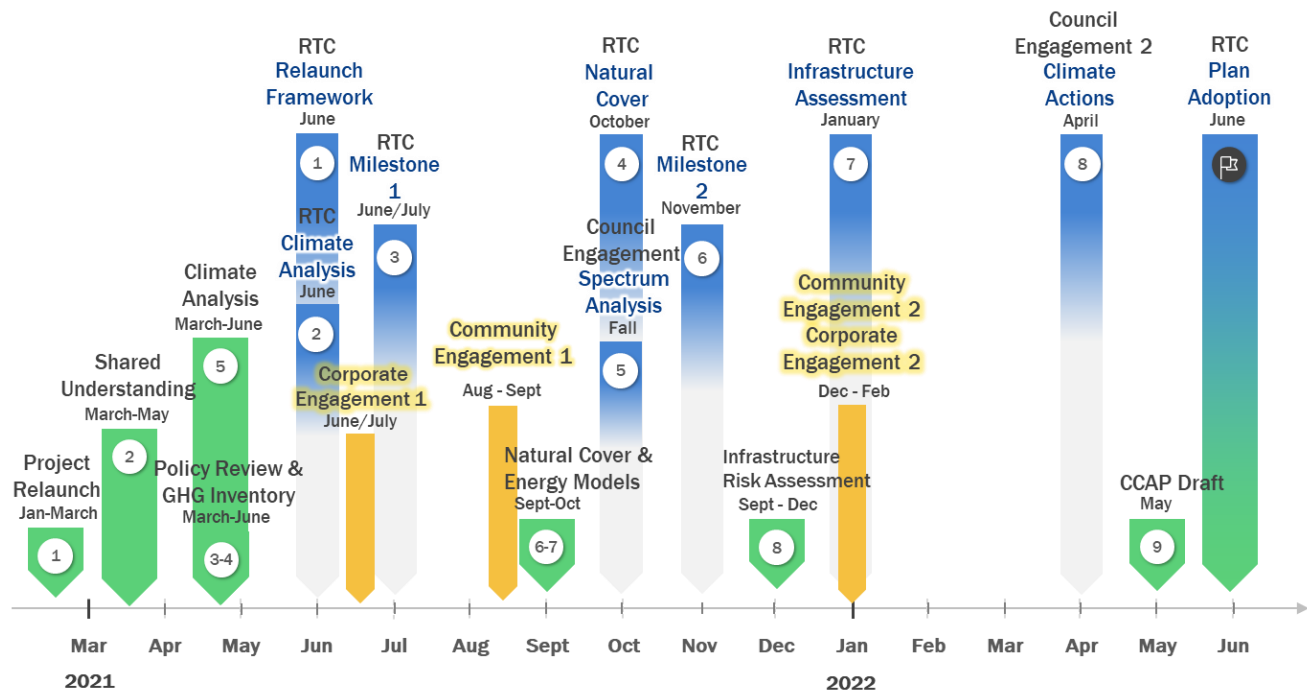 RTC
Relaunch
Framework
June
1
RTC
Climate
Analysis
June
2
RTC
Milestone
1
June/July
3
RTC
Natural
Cover
October
4
Council
Engagement
Spectrum
Analysis
Fall
5
RTC
Milestone
2
November
6
RTC
Infrastructure
Assessment
January
7
Council
Engagement 2
Climate
Actions
April
8
RTC
Plan
Adoption
June
Project
Relaunch
Jan-March
1
Shared
Understanding
March-May
2
Climate
Analysis
March-June
5
Policy Review &
GHG Inventory
March-June
3-4
Corporate
Engagement 1
June/July
Community
Engagement 1
Aug - Sept
Natural Cover &
Energy Models
Sept-Oct
6-7
Infrastructure
Risk Assessment
Sept - Dec
8
Community
Engagement 2
Corporate
Engagement 2
Dec - Feb
CCAP Draft
May
9
Mar Apr May Jun Jul Aug Sept Oct Nov Dec Jan Feb Mar Apr May Jun
2021 2022